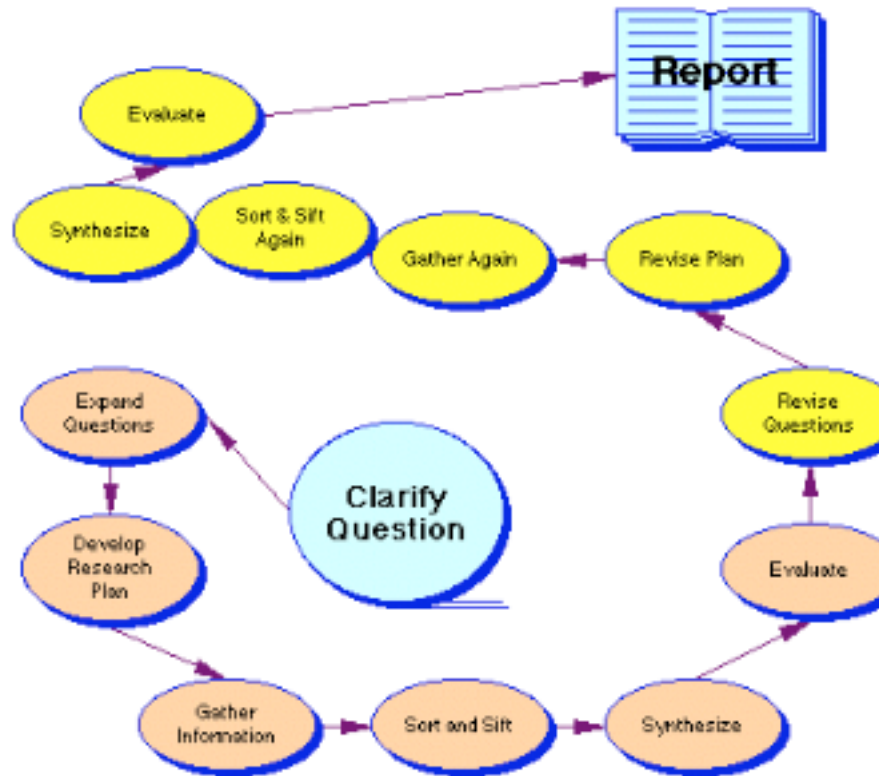 Report
Evaluate
Synthesize
Sort & Sift
Again
Gather Again
Revise Plan
Expand
Questions
Clarify
Question
Revise
Questions
Develop
Research
Plan
Evaluate
Gather
Information
Sort and Sift
Synthesize